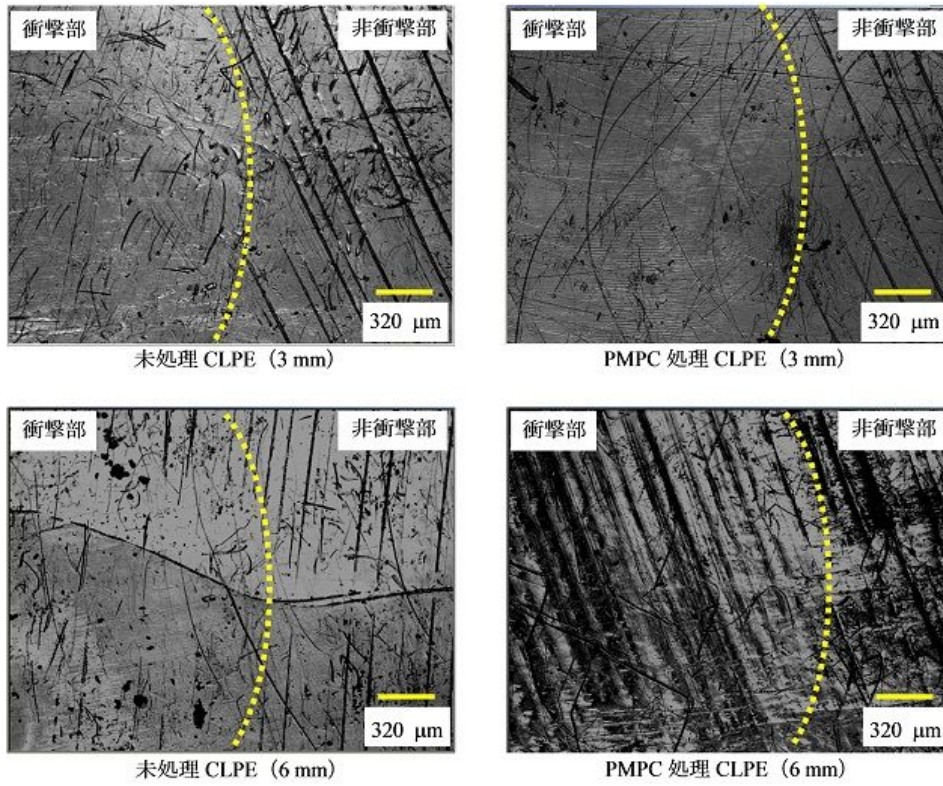 衝撃部
非衝撃部
320 μm
未処理 CLPE（3 mm）
衝撃部
非衝撃部
320 μm
PMPC 処理 CLPE（3 mm）
衝撃部
非衝撃部
320 μm
未処理 CLPE（6 mm）
衝撃部
非衝撃部
320 μm
PMPC 処理 CLPE（6 mm）